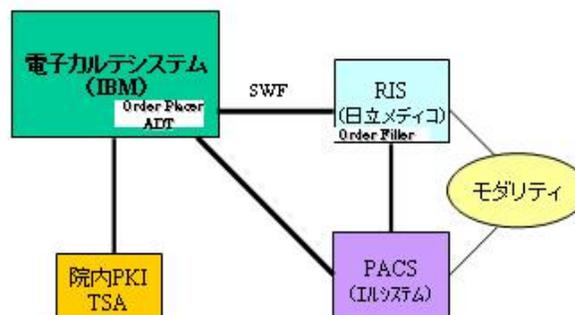 電子カルテシステム
（IBM）
Order Placer
ADT
SWF
RIS
（日立メディコ）
Order Filler
モダリティ
院内PKI
TSA
PACS
（エルシステム）